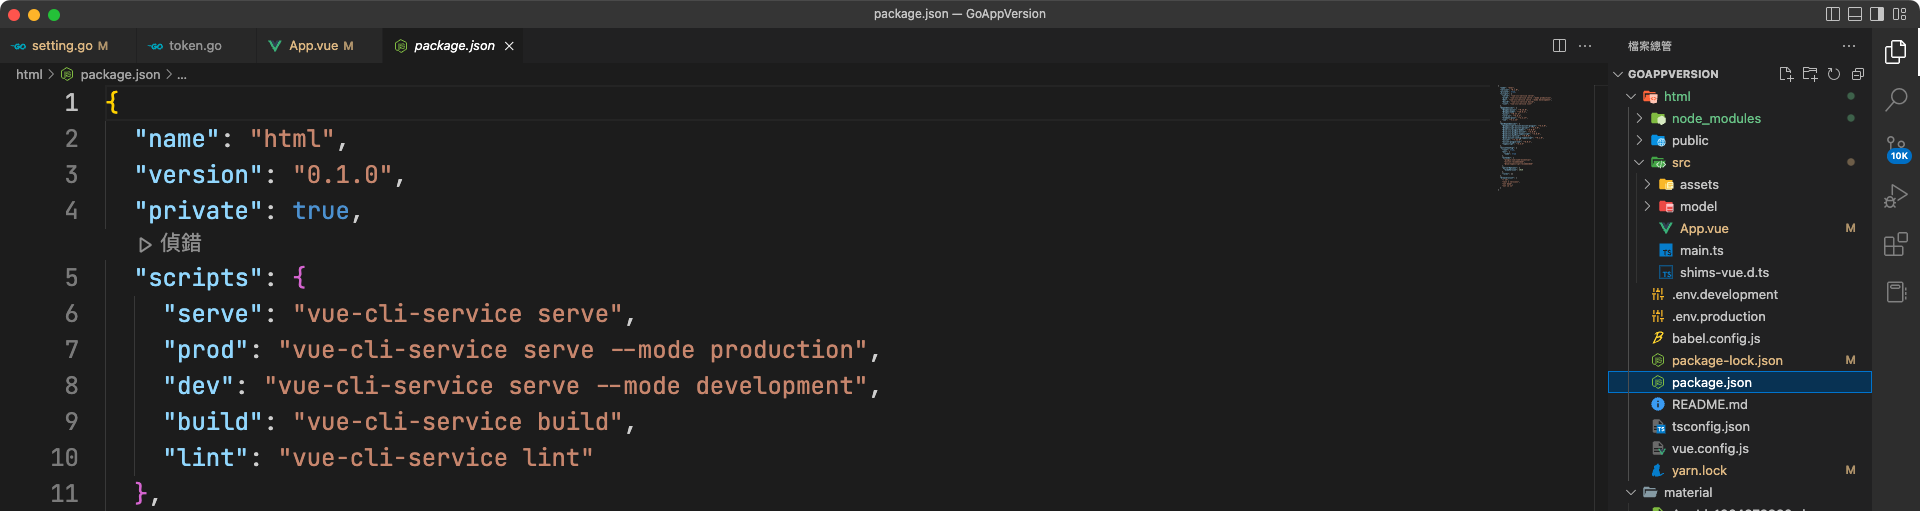 package.json — GoAppVersion
setting.go M
token.go
App.vue M
package.json
html > package.json > ...
1 {
2 "name": "html",
3 "version": "0.1.0",
4 "private": true,
偵錯
5 "scripts": {
6 "serve": "vue-cli-service serve",
7 "prod": "vue-cli-service serve --mode production",
8 "dev": "vue-cli-service serve --mode development",
9 "build": "vue-cli-service build",
10 "lint": "vue-cli-service lint"
11 },
檔案總管
GOAPPVERSION
html
node_modules
public
src
assets
model
App.vue M
main.ts
shims-vue.d.ts
.env.development
.env.production
babel.config.js
package-lock.json M
package.json
README.md
tsconfig.json
vue.config.js
yarn.lock M
material
10K